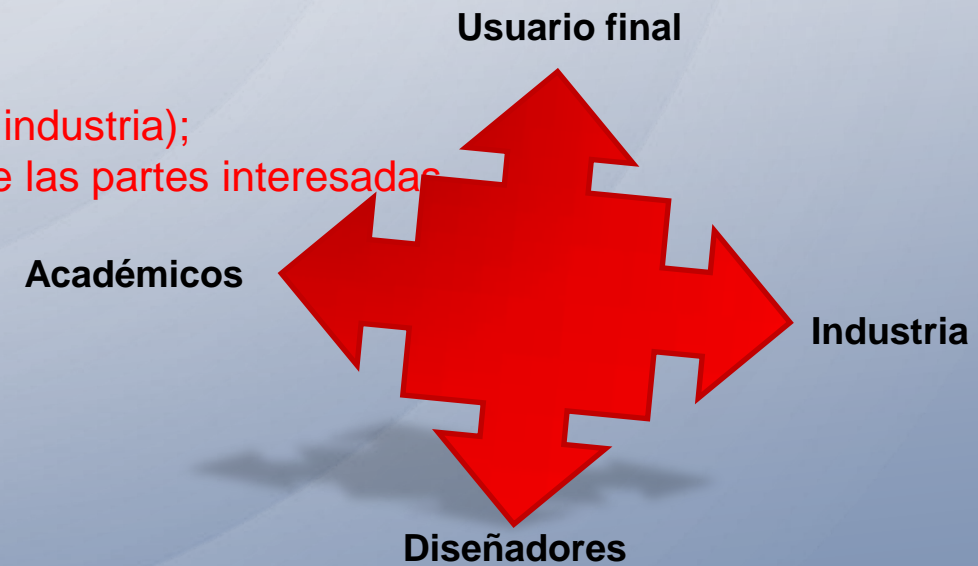 Usuario final
industria);
e las partes interesadas
Académicos
Industria
Diseñadores